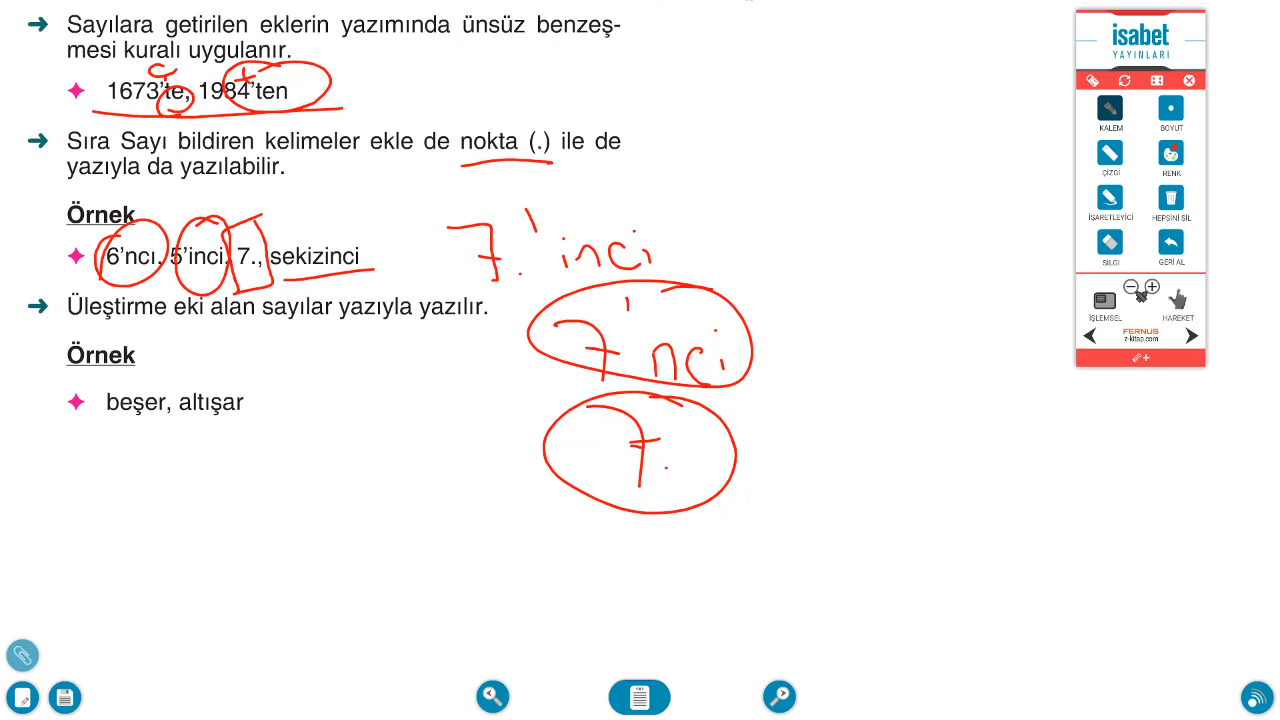 Sayılara getirilen eklerin yazımında ünsüz benzeş-
mesi kuralı uygulanır.
1673'te, 1984'ten
Sıra Sayı bildiren kelimeler ekle de nokta (.) ile de
yazıyla da yazılabilir.
Örnek
6'ncı, 5'inci, 7., sekizinci
Üleştirme eki alan sayılar yazıyla yazılır.
Örnek
beşer, altışar
7.'inci
7'nci
7.
isabet
YAYINLARI
KALEM
BOYUT
ÇİZGİ
RENK
İŞARETLEYİCİ
HEPSİNİ SİL
SİLGİ
GERİ AL
İŞLEMSEL
HAREKET
FERNUS
z-kitap.com